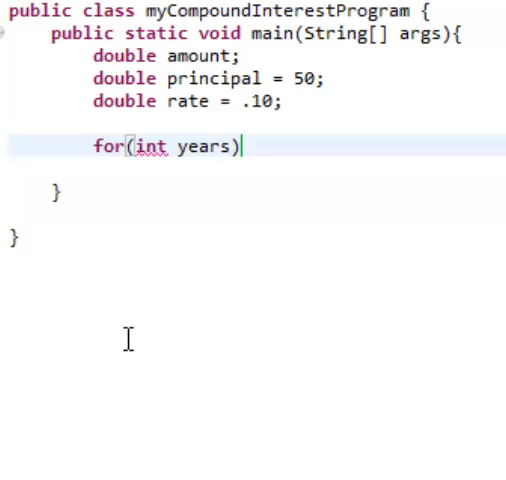 public class myCompoundInterestProgram {
public static void main(String[] args){
double amount;
double principal = 50;
double rate = .10;
for(int years)
}
}